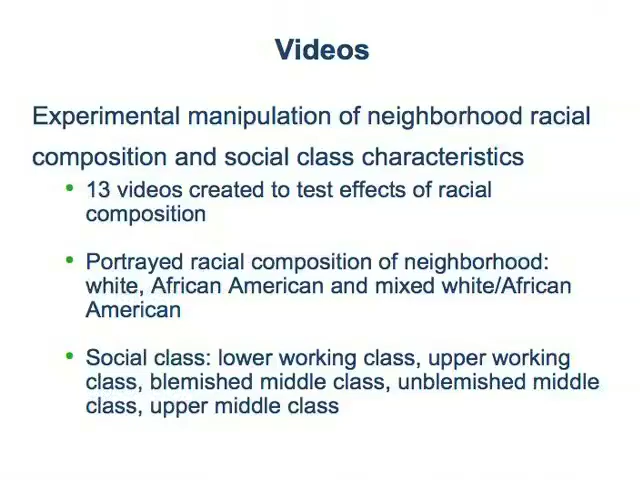 Videos
Experimental manipulation of neighborhood racial
composition and social class characteristics
• 13 videos created to test effects of racial
composition
• Portrayed racial composition of neighborhood:
white, African American and mixed white/African
American
• Social class: lower working class, upper working
class, blemished middle class, unblemished middle
class, upper middle class